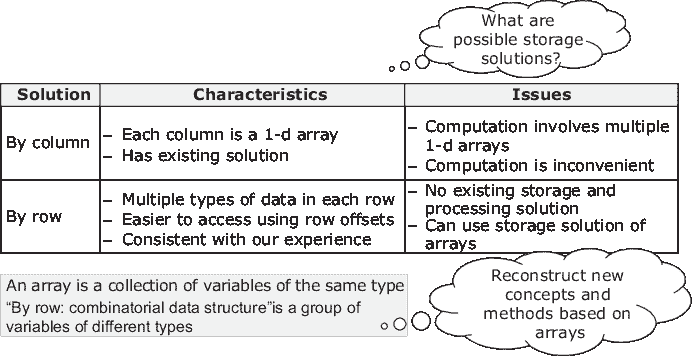 What are
possible storage
solutions?
Solution
Characteristics
Issues
By column
– Each column is a 1-d array
– Has existing solution
– Computation involves multiple
1-d arrays
– Computation is inconvenient
By row
– Multiple types of data in each row
– Easier to access using row offsets
– Consistent with our experience
– No existing storage and
processing solution
– Can use storage solution of
arrays
An array is a collection of variables of the same type
“By row: combinatorial data structure”is a group of
variables of different types
Reconstruct new
concepts and
methods based on
arrays